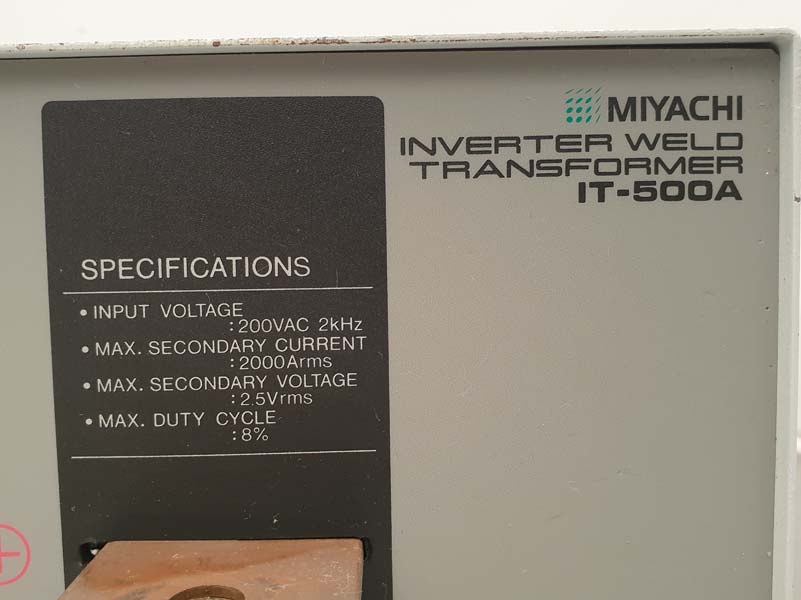 MIYACHI
INVERTER WELD
TRANSFORMER
IT-500A
SPECIFICATIONS
• INPUT VOLTAGE
:200VAC 2kHz
• MAX. SECONDARY CURRENT
:2000Arms
• MAX. SECONDARY VOLTAGE
:2.5Vrms
• MAX. DUTY CYCLE
:8%
+